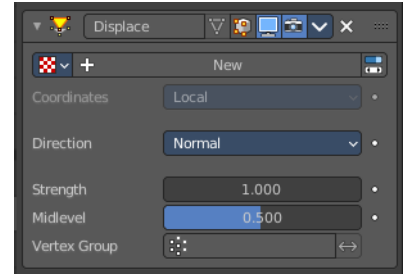 Displace
New
Coordinates Local
Direction Normal
Strength 1.000
Midlevel 0.500
Vertex Group